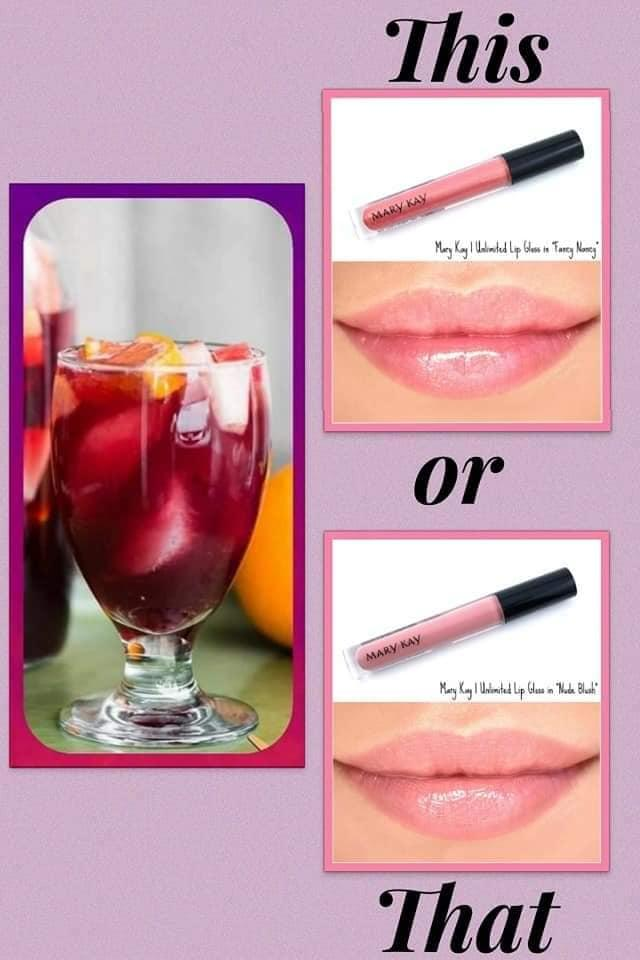 This
MARY KAY
Mary Kay | Unlimited Lip Gloss in "Fancy Nancy"
or
MARY KAY
Mary Kay | Unlimited Lip Gloss in "Nude Blush"
That